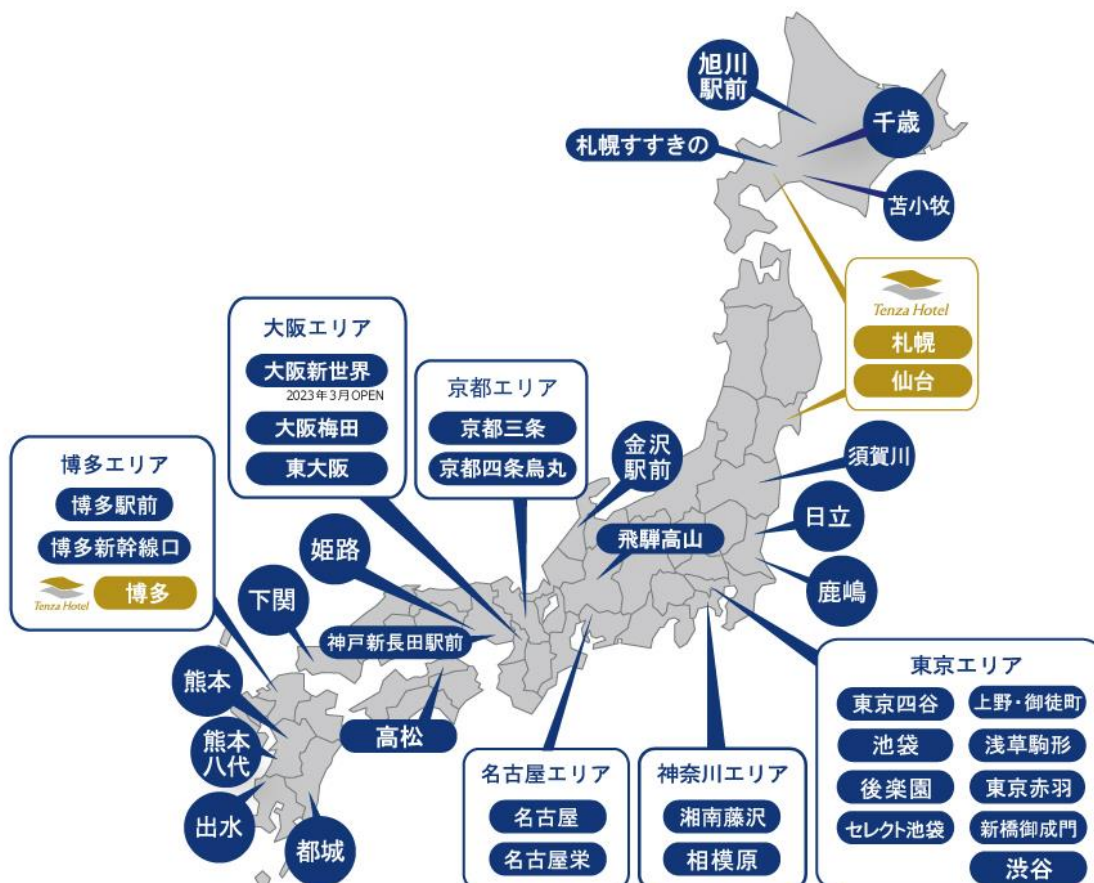 旭川
駅前
千歳
札幌すすきの
苫小牧
Tenza Hotel
札幌
仙台
大阪エリア
大阪新世界
2023年3月OPEN
大阪梅田
東大阪
京都エリア
京都三条
京都四条烏丸
金沢
駅前
須賀川
博多エリア
博多駅前
博多新幹線口
Tenza Hotel
博多
日立
飛騨高山
姫路
鹿嶋
下関
神戸新長田駅前
熊本
高松
熊本
八代
出水
都城
名古屋エリア
名古屋
名古屋栄
神奈川エリア
湘南藤沢
相模原
東京エリア
東京四谷
上野・御徒町
池袋
浅草駒形
後楽園
東京赤羽
セレクト池袋
新橋御成門
渋谷